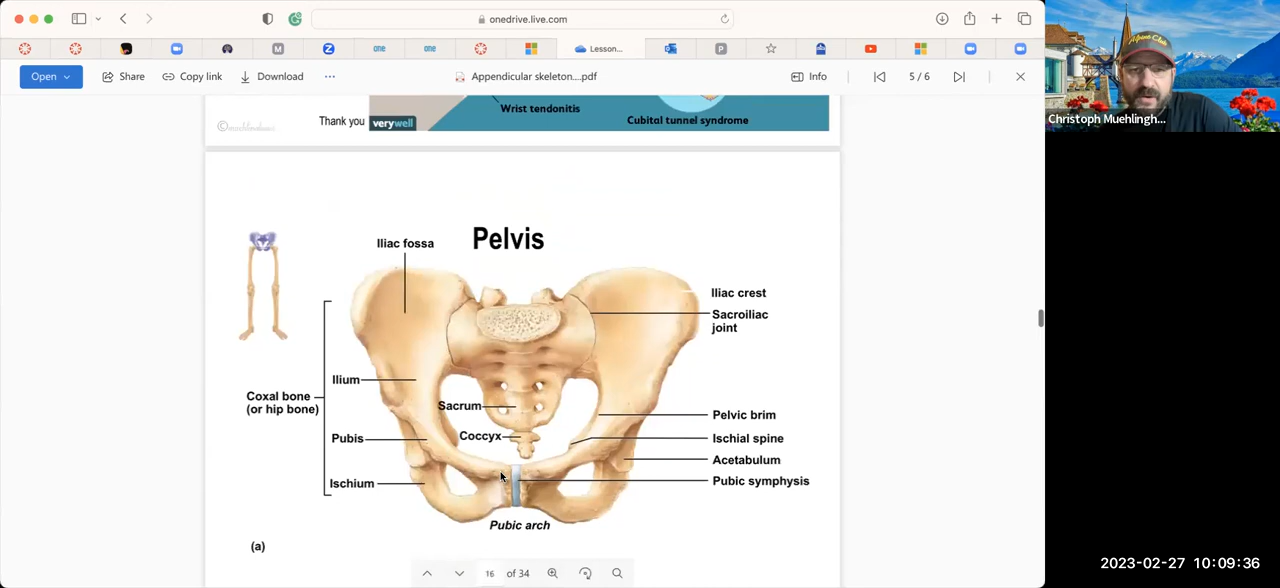 onedrive.live.com
Lesson...
Open
Share
Copy link
Download
...
Appendicular skeleton....pdf
Info
5 / 6
Christoph Muehlingh...
Wrist tendonitis
Thank you
verywell
Cubital tunnel syndrome
Pelvis
Iliac fossa
Iliac crest
Sacroiliac
joint
Ilium
Coxal bone
(or hip bone)
Sacrum
Pelvic brim
Pubis
Coccyx
Ischial spine
Acetabulum
Ischium
Pubic symphysis
Pubic arch
(a)
16 of 34
2023-02-27 10:09:36